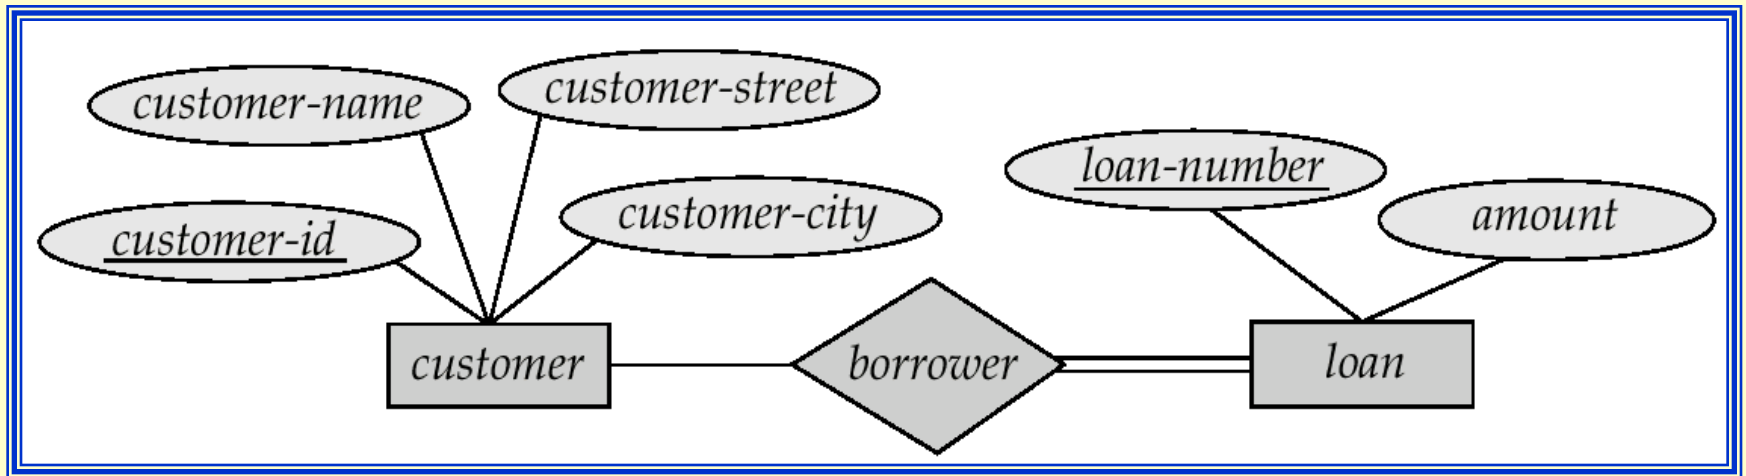 customer-name
customer-street
customer-id
customer-city
loan-number
amount
customer
borrower
loan